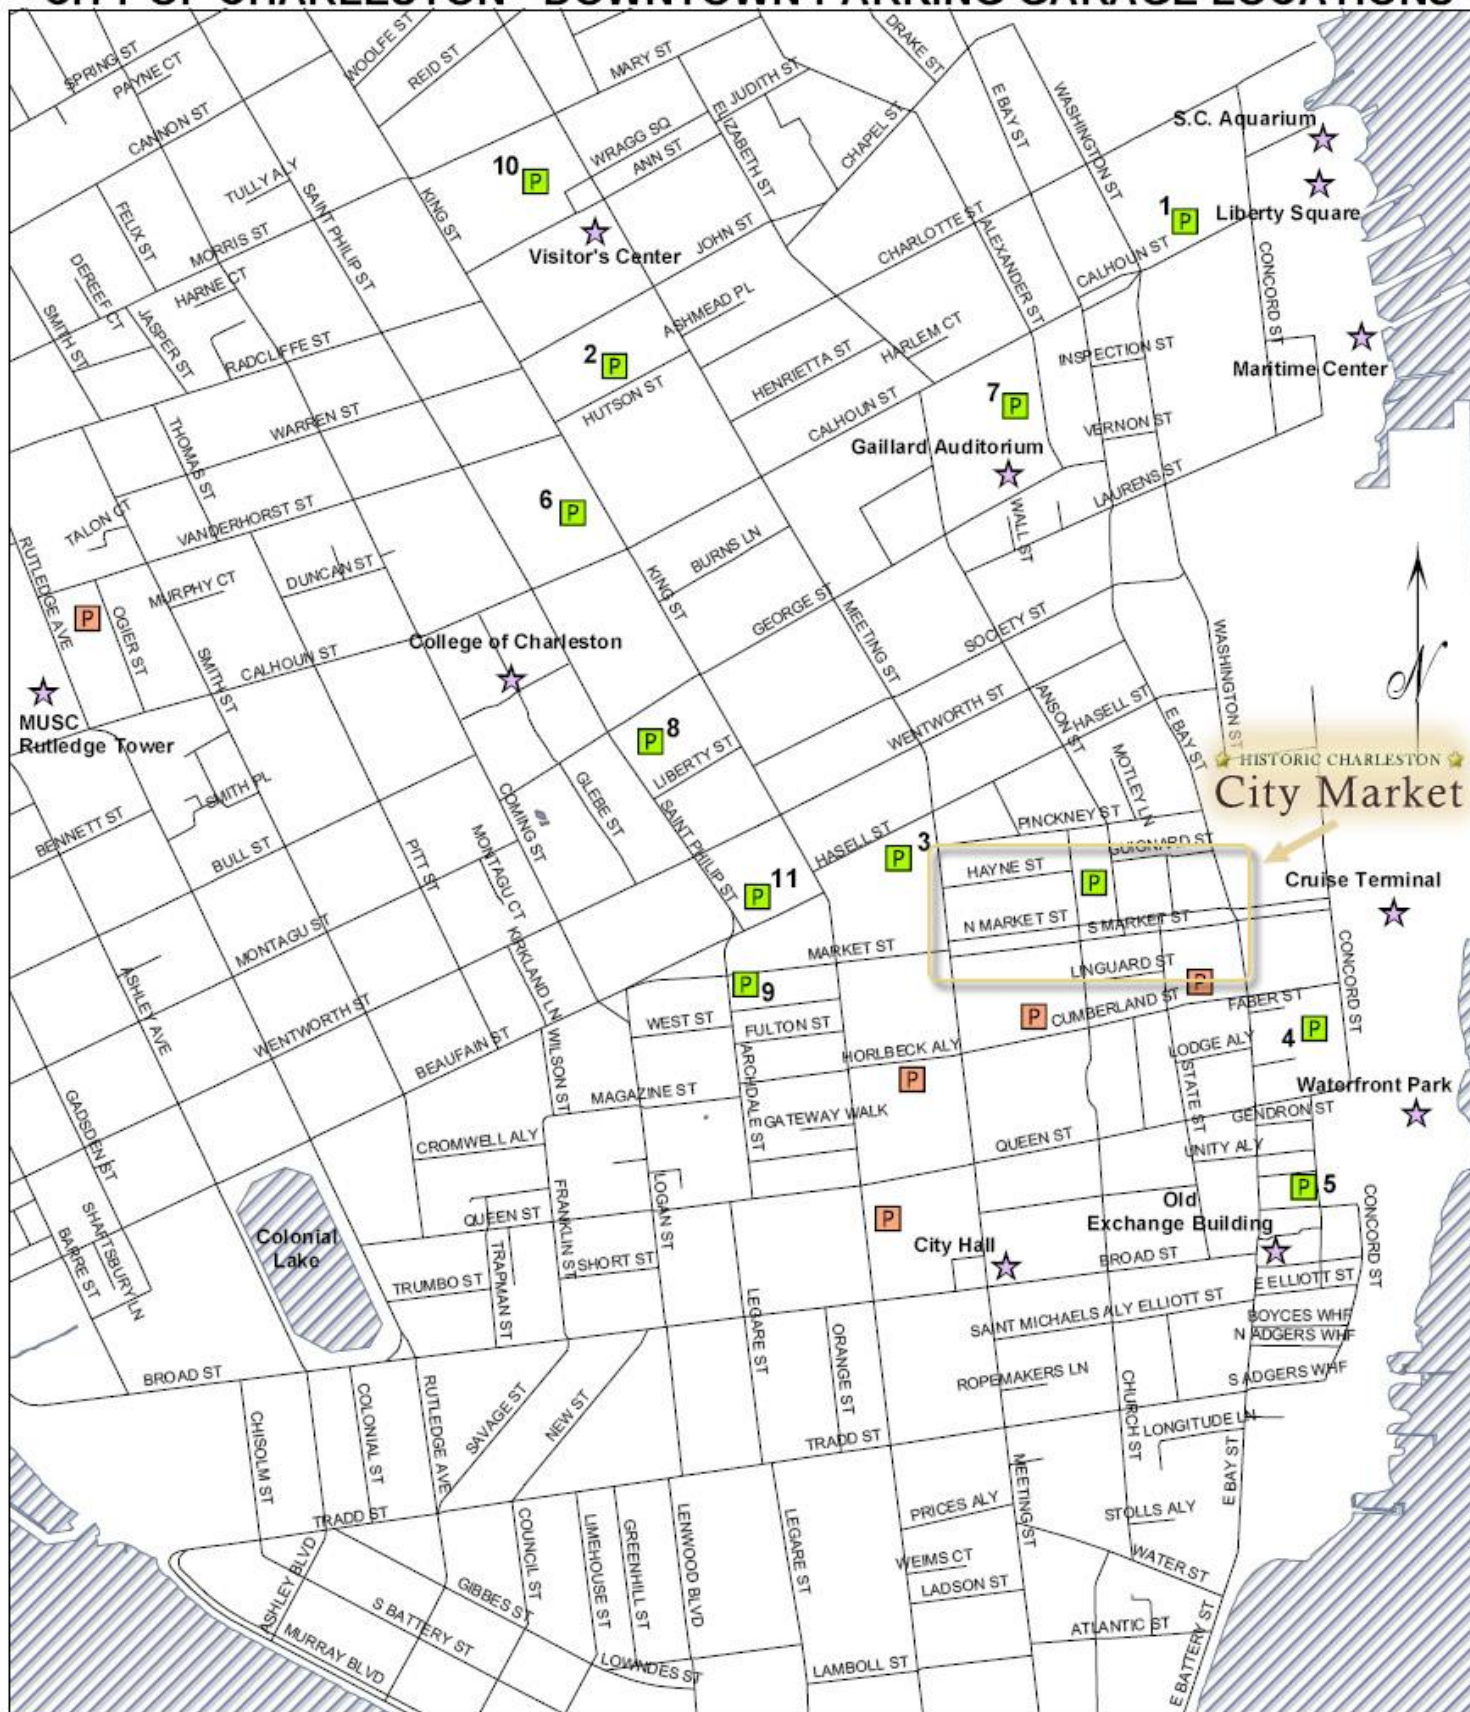 CITY OF CHARLESTON - DOWNTOWN PARKING GARAGE LOCATIONS
SPRING ST
PAYNE CT
WOOLFE ST
REID ST
MARY ST
DRAKE ST
CANNON ST
JUDITH ST
E BAY ST
WASHINGTON ST
S.C. Aquarium
ELIZABETH ST
WRAGG SQ
ANN ST
CHAPEL ST
10 P
TULLY ALY
SAINT PHILIP ST
KING ST
FELIX ST
MORRIS ST
1 P
Liberty Square
Visitor's Center
JOHN ST
CHARLOTTE ST
ALEXANDER ST
CALHOUN ST
CONCORD ST
DEREEF CT
HARNE CT
JASPER ST
SMITH ST
ASHMEAD PL
RADCLIFFE ST
2 P
HUTSON ST
HENRIETTA ST
HARLEM CT
INSPECTION ST
Maritime Center
WARREN ST
THOMAS ST
CALHOUN ST
7 P
VERNON ST
Gaillard Auditorium
LAURENS ST
TALON CT
VANDERHORST ST
6 P
WALL ST
RUTLEDGE AVE
BURNS LN
DUNCAN ST
MURPHY CT
KING ST
GEORGE ST
MEETING ST
SOCIETY ST
P
OGIER ST
SMITH ST
CALHOUN ST
College of Charleston
WASHINGTON ST
N
MUSC
Rutledge Tower
P 8
LIBERTY ST
WENTWORTH ST
ANSON ST
HASELL ST
E BAY ST
HISTORIC CHARLESTON
City Market
MOTLEY LN
SMITH PL
BENNETT ST
COMING ST
GLEBE ST
SAINT PHILIP ST
PINCKNEY ST
GUIGNARD ST
BULL ST
PITT ST
MONTAGU CT
HASELL ST
P 3
HAYNE ST
P
Cruise Terminal
P 11
MONTAGU ST
KIRKLAND LN
MARKET ST
N MARKET ST
S MARKET ST
CONCORD ST
ASHLEY AVE
LINGUARD ST
P 9
P
WENTWORTH ST
WEST ST
FULTON ST
P
CUMBERLAND ST
FABER ST
4 P
BEAUFAIN ST
WILSON ST
ARCHDALE ST
HORLBECK ALY
LODGE ALY
STATE ST
P
Waterfront Park
MAGAZINE ST
GATEWAY WALK
GENDRON ST
GADSDEN ST
CROMWELL ALY
QUEEN ST
UNITY ALY
FRANKLIN ST
LOGAN ST
P 5
SHAFTSBURY LN
BARRE ST
Colonial
Lake
QUEEN ST
P
Old
Exchange Building
CONCORD ST
TRAPMAN ST
SHORT ST
City Hall
BROAD ST
TRUMBO ST
E ELLIOTT ST
LEGARE ST
ORANGE ST
SAINT MICHAELS ALY ELLIOTT ST
BOYCES WHF
N ADGERS WHF
BROAD ST
ROPEMAKERS LN
S ADGERS WHF
CHISOLM ST
COLONIAL ST
RUTLEDGE AVE
SAVAGE ST
NEW ST
CHURCH ST
LONGITUDE LN
TRADD ST
E BAY ST
MEETING ST
TRADD ST
PRICES ALY
STOLLS ALY
COUNCIL ST
LIMEHOUSE ST
GREENHILL ST
LENWOOD BLVD
LEGARE ST
ASHLEY BLVD
WEIMS CT
WATER ST
GIBBES ST
LADSON ST
S BATTERY ST
ATLANTIC ST
MURRAY BLVD
LOWNDES ST
LAMBOLL ST
E BATTERY ST